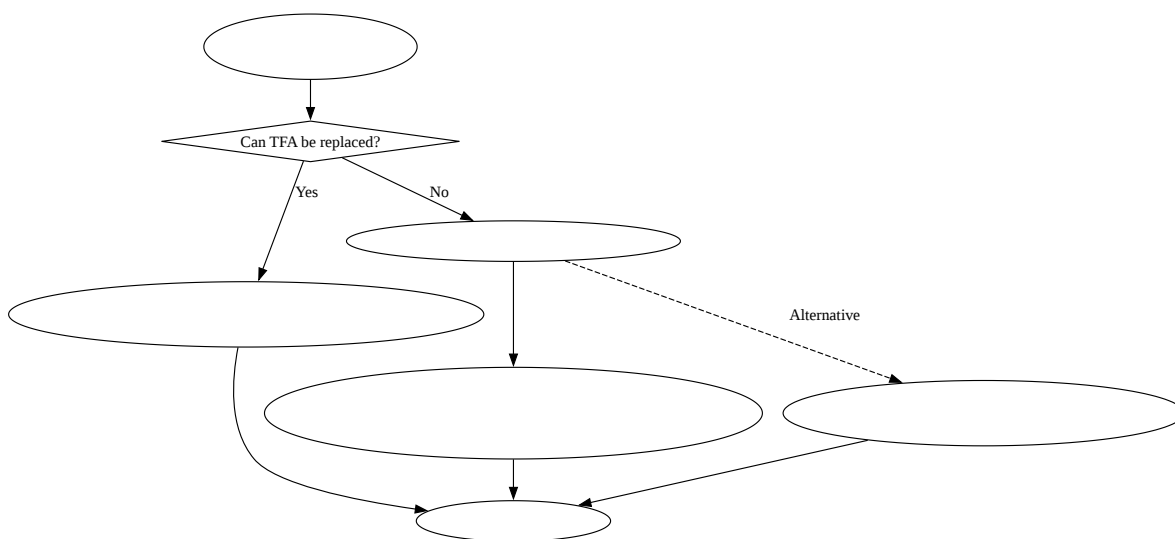 Can TFA be replaced?
Yes
No
Alternative